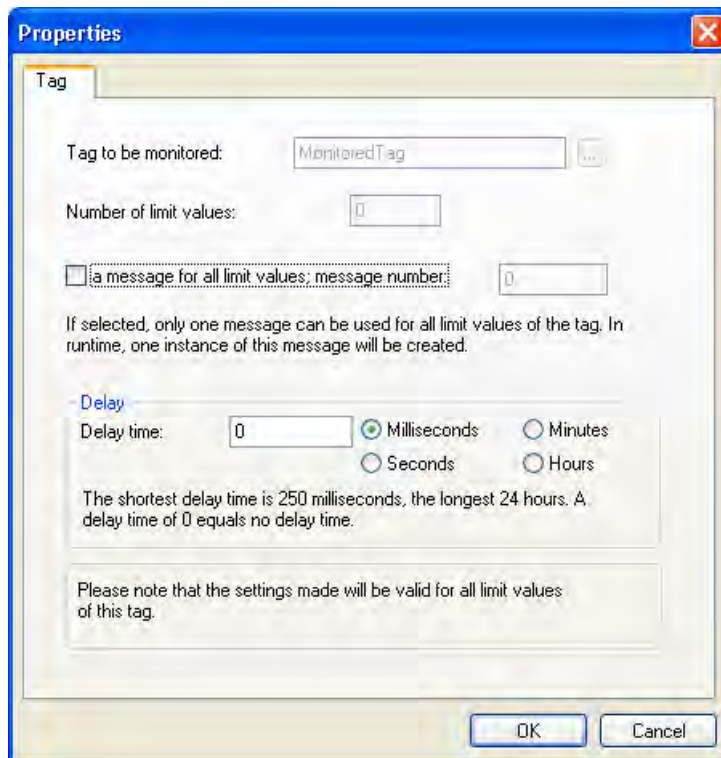 Properties
Tag
Tag to be monitored: MonitoredTag ...
Number of limit values: 0
a message for all limit values; message number: 0
If selected, only one message can be used for all limit values of the tag. In
runtime, one instance of this message will be created.
Delay
Delay time: 0 Milliseconds Minutes
Seconds Hours
The shortest delay time is 250 milliseconds, the longest 24 hours. A
delay time of 0 equals no delay time.
Please note that the settings made will be valid for all limit values
of this tag.
OK Cancel